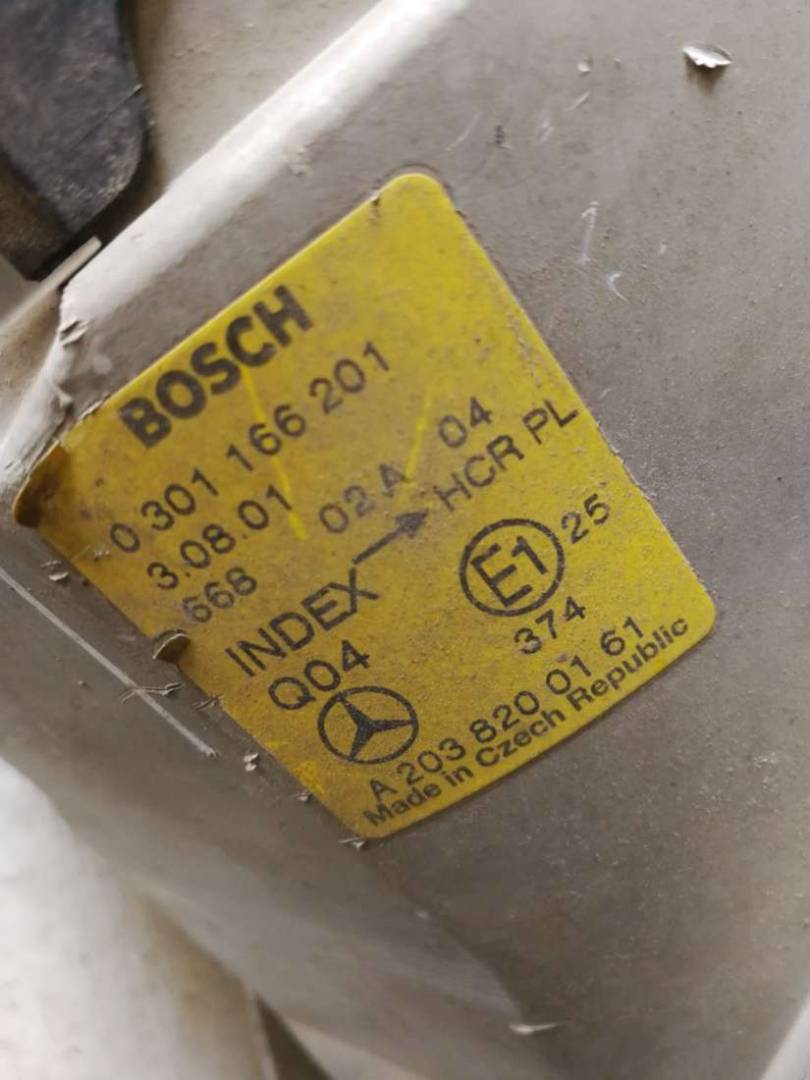 BOSCH
0 301 166 201
3.08.01 02 A 04
668 → HCR PL
INDEX E1 25
Q04 374
A 203 820 01 61
Made in Czech Republic